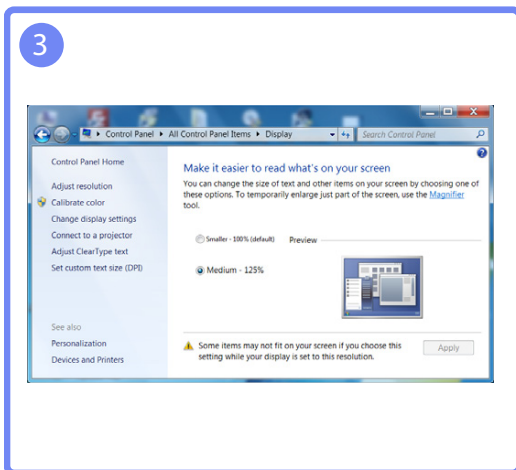 3
Control Panel ▸ All Control Panel Items ▸ Display
Search Control Panel
Control Panel Home
Adjust resolution
Calibrate color
Change display settings
Connect to a projector
Adjust ClearType text
Set custom text size (DPI)
See also
Personalization
Devices and Printers
Make it easier to read what's on your screen
You can change the size of text and other items on your screen by choosing one of
these options. To temporarily enlarge just part of the screen, use the Magnifier
tool.
Smaller - 100% (default)
Preview
Medium - 125%
Some items may not fit on your screen if you choose this
setting while your display is set to this resolution.
Apply